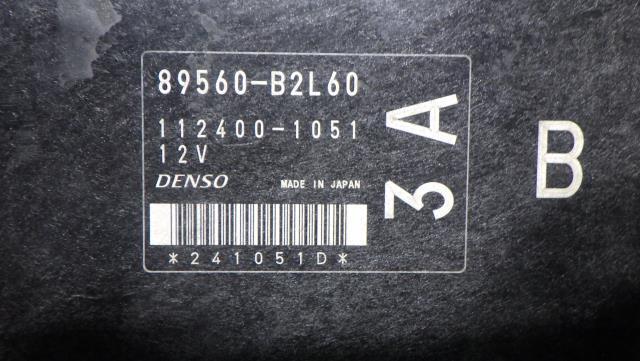 89560-B2L60
112400-1051
12V
DENSO MADE IN JAPAN
*241051D*
3A
B